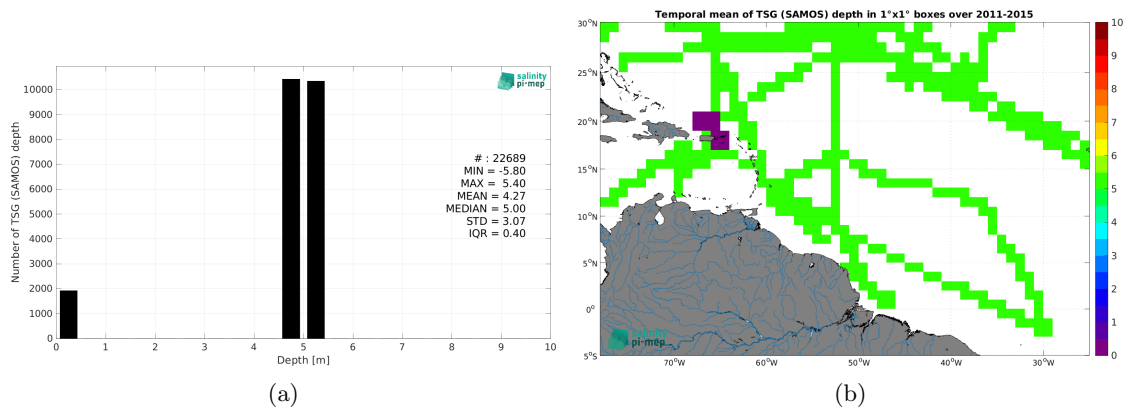 Temporal mean of TSG (SAMOS) depth in 1°x1° boxes over 2011-2015
salinity
pi-mep
Number of TSG (SAMOS) depth
10000
9000
8000
7000
6000
5000
4000
3000
2000
1000
0
# : 22689
MIN = -5.80
MAX = 5.40
MEAN = 4.27
MEDIAN = 5.00
STD = 3.07
IQR = 0.40
0 1 2 3 4 5 6 7 8 9 10
Depth [m]
(a)
30°N
25°N
20°N
15°N
10°N
5°N
0°
5°S
70°W 60°W 50°W 40°W 30°W
salinity
pi-mep
10
9
8
7
6
5
4
3
2
1
0
(b)